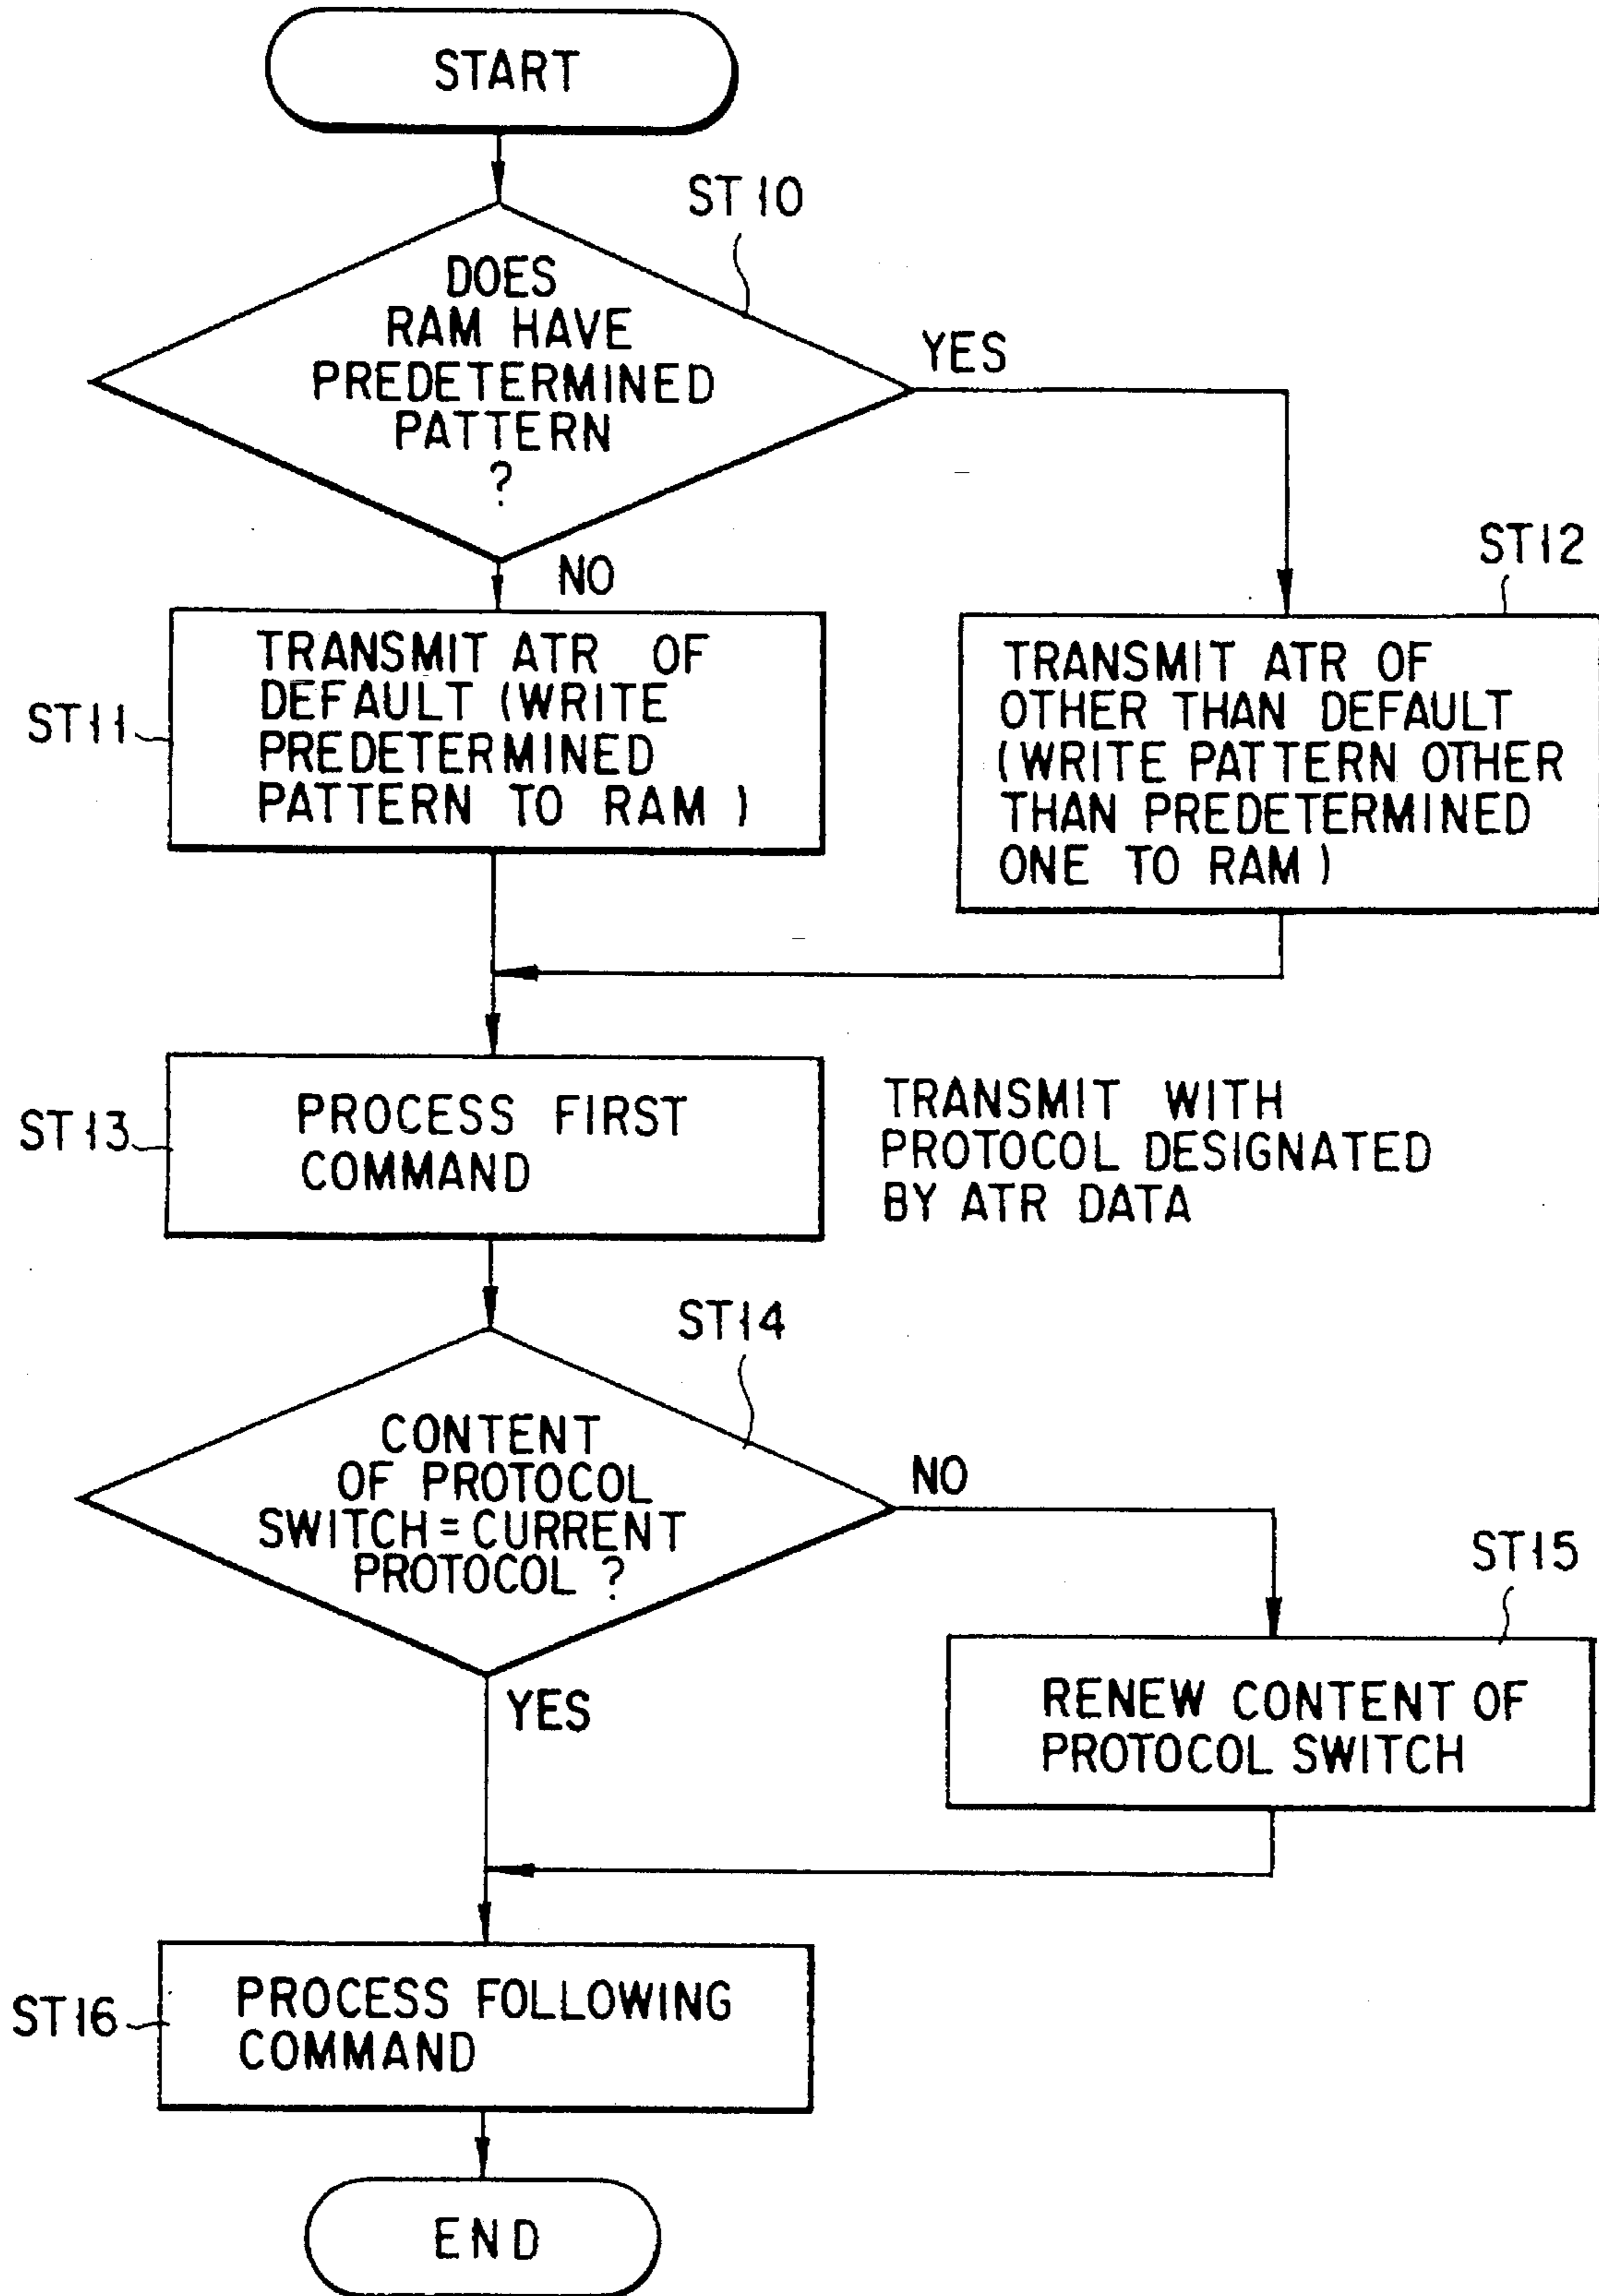 START
ST10
DOES
RAM HAVE
PREDETERMINED
PATTERN
?
YES
NO
ST12
ST11
TRANSMIT ATR OF
DEFAULT (WRITE
PREDETERMINED
PATTERN TO RAM)
TRANSMIT ATR OF
OTHER THAN DEFAULT
(WRITE PATTERN OTHER
THAN PREDETERMINED
ONE TO RAM)
ST13
PROCESS FIRST
COMMAND
TRANSMIT WITH
PROTOCOL DESIGNATED
BY ATR DATA
ST14
CONTENT
OF PROTOCOL
SWITCH=CURRENT
PROTOCOL ?
NO
YES
ST15
RENEW CONTENT OF
PROTOCOL SWITCH
ST16
PROCESS FOLLOWING
COMMAND
END